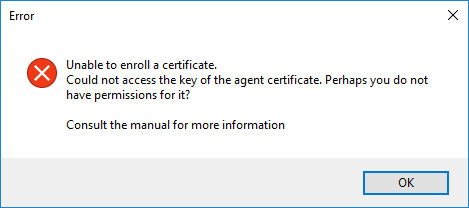 Error
Unable to enroll a certificate.
Could not access the key of the agent certificate. Perhaps you do not
have permissions for it?
Consult the manual for more information
OK